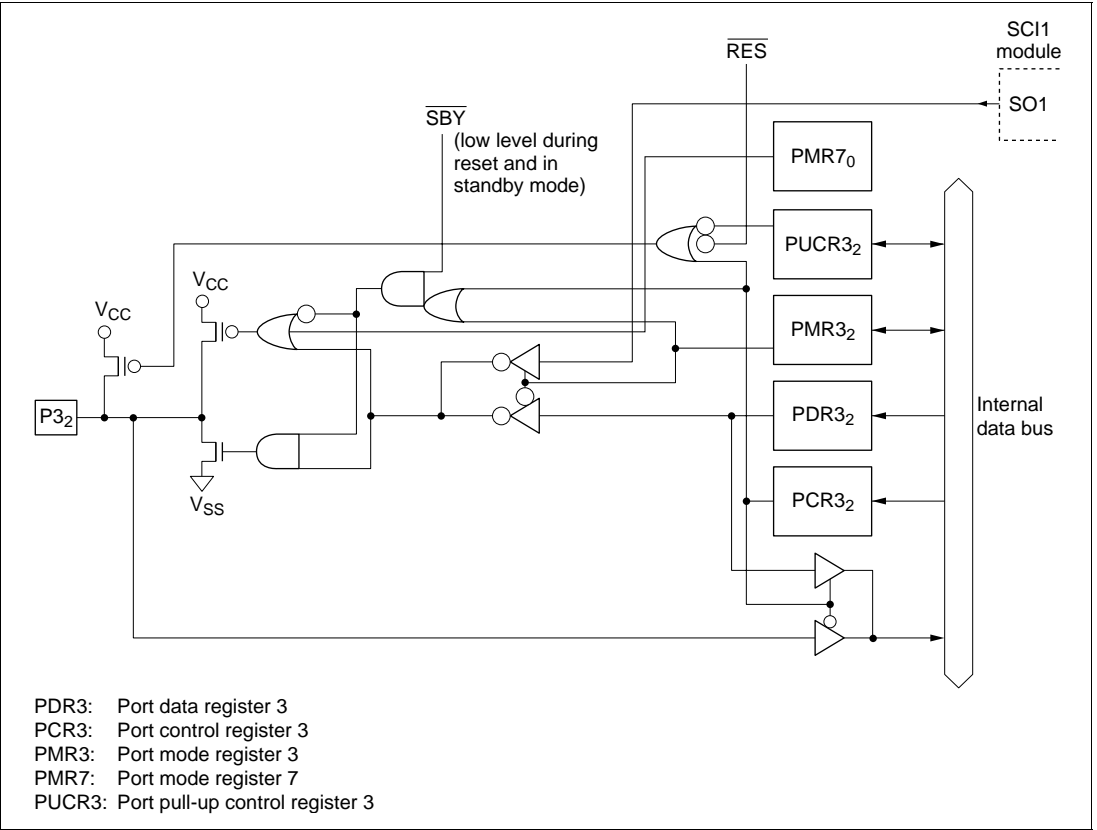 SCI1
module
RES
SO1
SBY
(low level during
reset and in
standby mode)
PMR7₀
PUCR3₂
VCC
VCC
PMR3₂
P3₂
PDR3₂
Internal
data bus
VSS
PCR3₂
PDR3: Port data register 3
PCR3: Port control register 3
PMR3: Port mode register 3
PMR7: Port mode register 7
PUCR3: Port pull-up control register 3